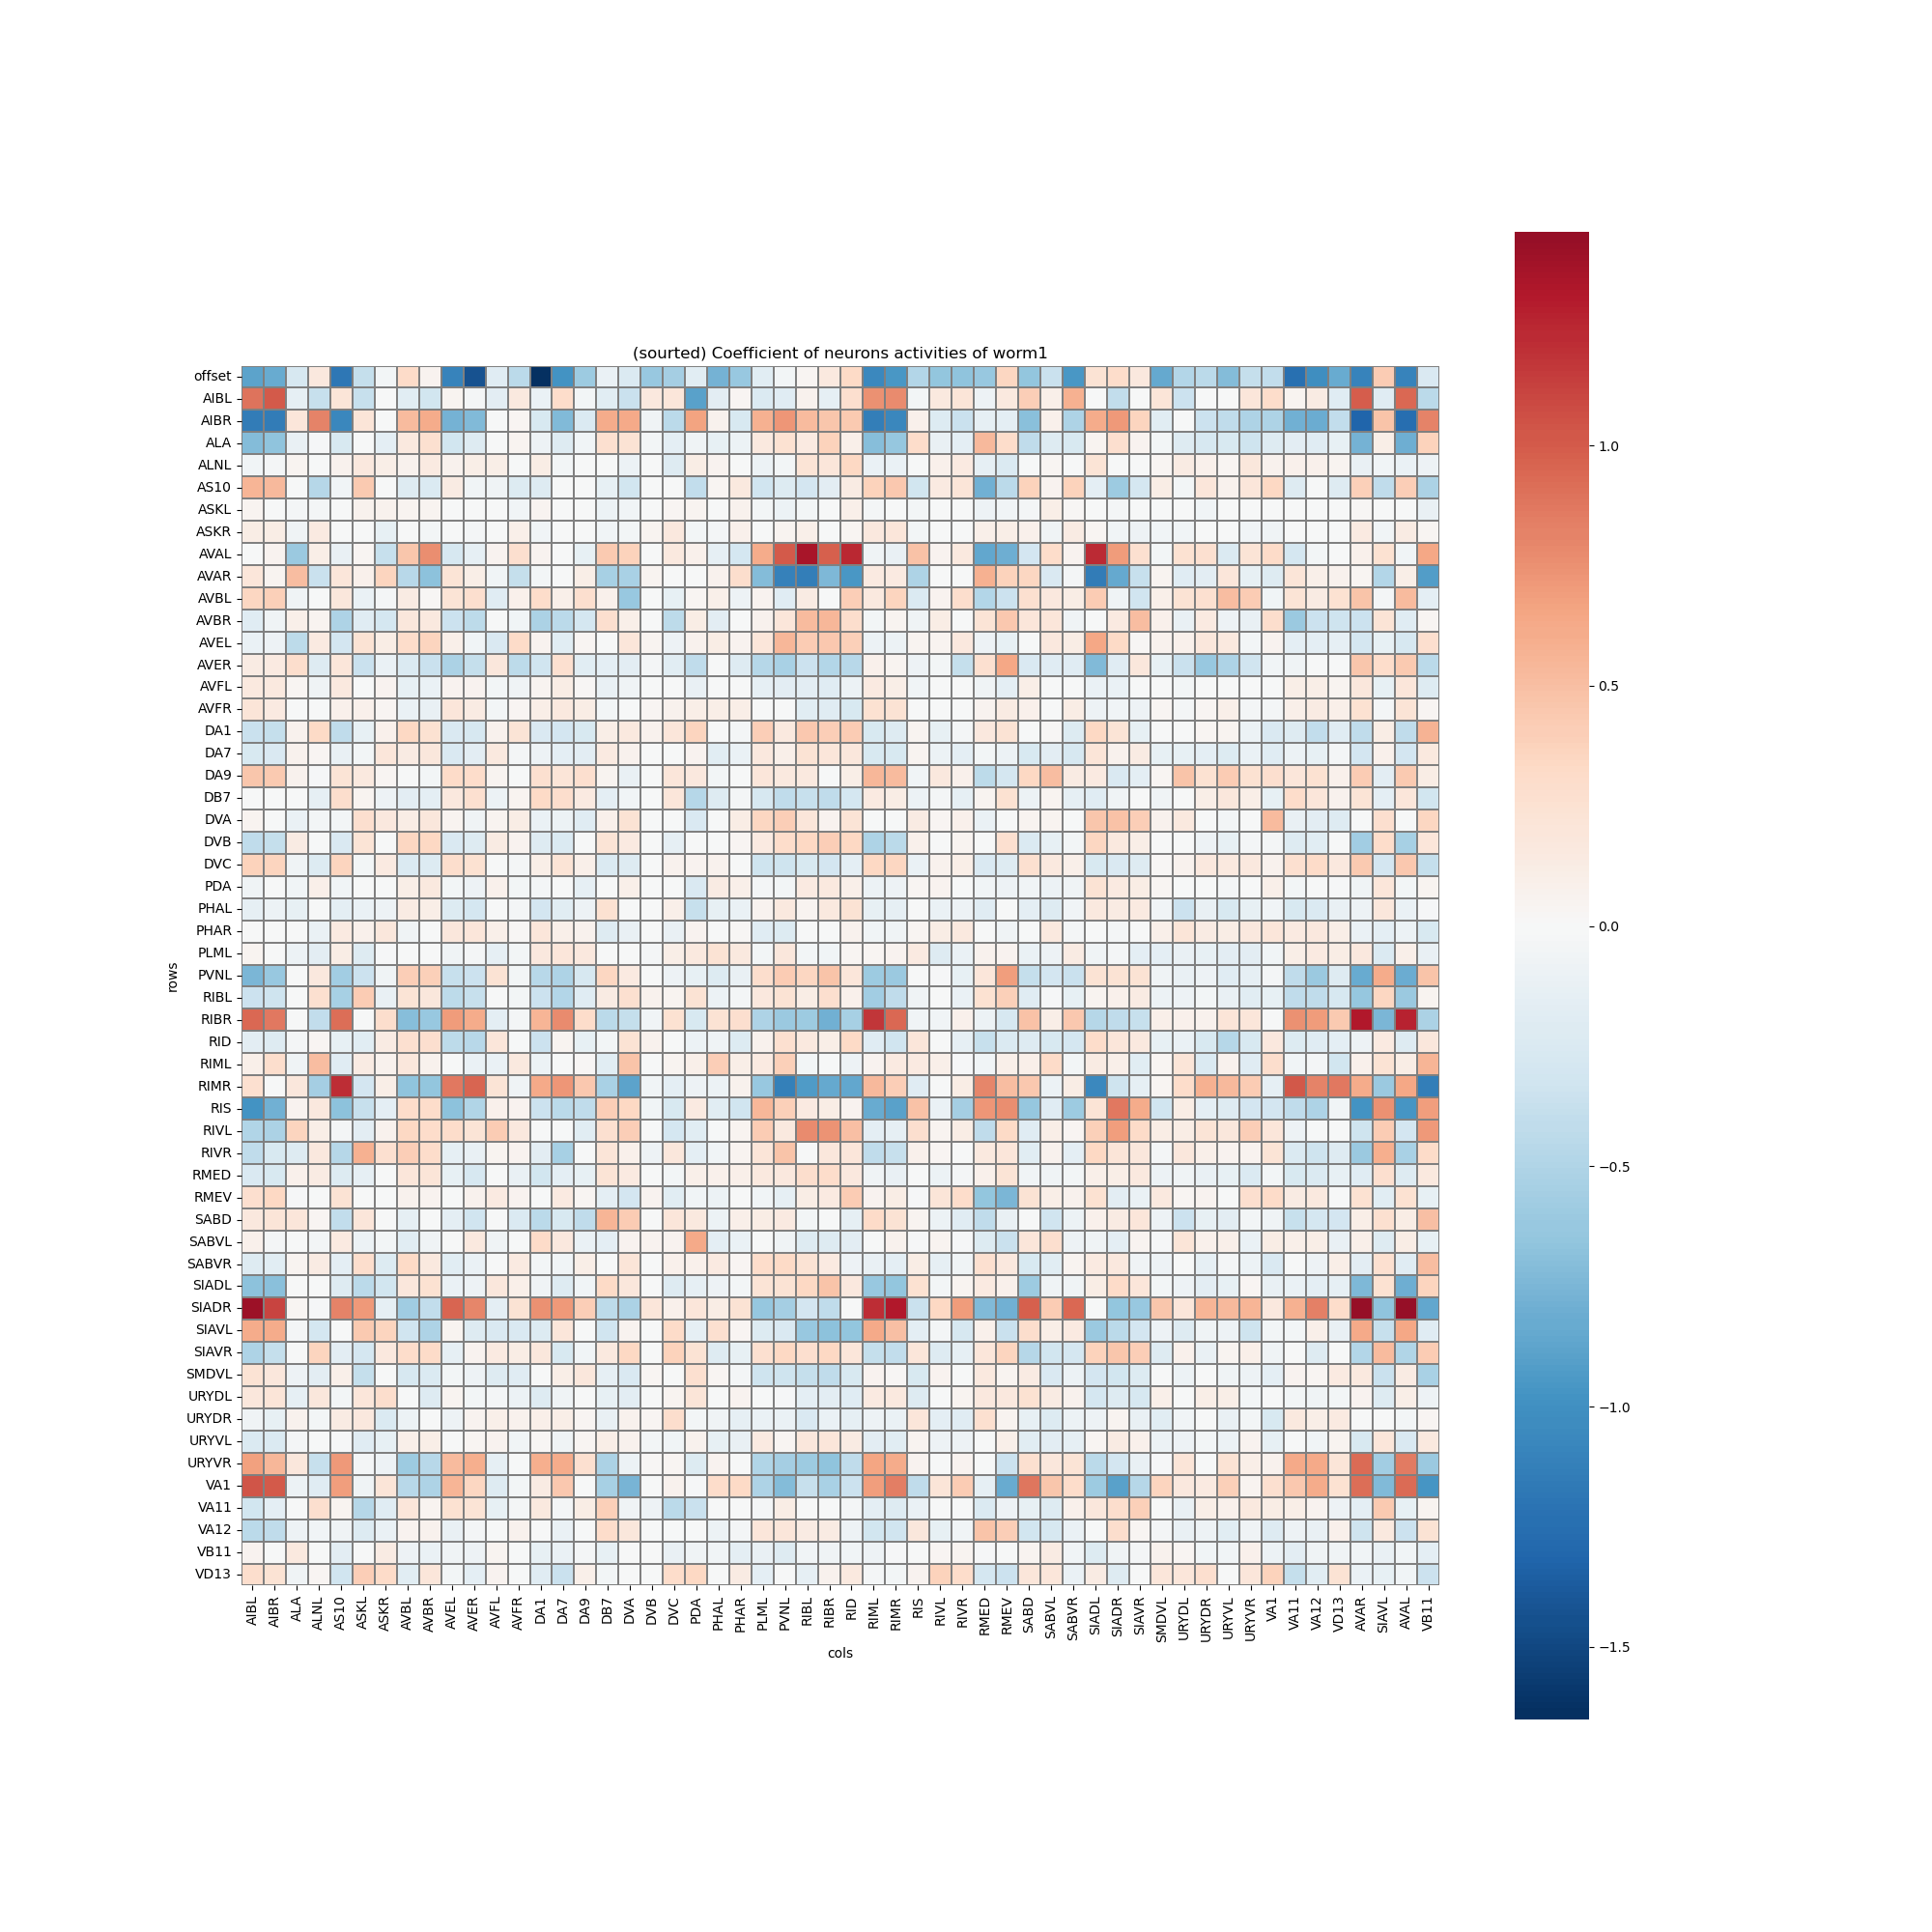 (sourted) Coefficient of neurons activities of worm1
offset
AIBL
AIBR
ALA
ALNL
AS10
ASKL
ASKR
AVAL
AVAR
AVBL
AVBR
AVEL
AVER
AVFL
AVFR
DA1
DA7
DA9
DB7
DVA
DVB
DVC
PDA
PHAL
PHAR
PLML
PVNL
RIBL
RIBR
RID
RIML
RIMR
RIS
RIVL
RIVR
RMED
RMEV
SABD
SABVL
SABVR
SIADL
SIADR
SIAVL
SIAVR
SMDVL
URYDL
URYDR
URYVL
URYVR
VA1
VA11
VA12
VB11
VD13
rows
AIBL
AIBR
ALA
ALNL
AS10
ASKL
ASKR
AVBL
AVBR
AVEL
AVER
AVFL
AVFR
DA1
DA7
DA9
DB7
DVA
DVB
DVC
PDA
PHAL
PHAR
PLML
PVNL
RIBL
RIBR
RID
RIML
RIMR
RIS
RIVL
RIVR
RMED
RMEV
SABD
SABVL
SABVR
SIADL
SIADR
SIAVR
SMDVL
URYDL
URYDR
URYVL
URYVR
VA1
VA11
VA12
VD13
AVAR
SIAVL
AVAL
VB11
cols
1.0
0.5
0.0
−0.5
−1.0
−1.5